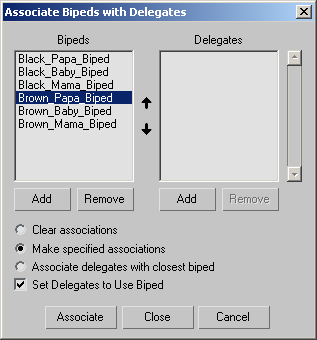 Associate Bipeds with Delegates
Bipeds
Delegates
Black_Papa_Biped
Black_Baby_Biped
Black_Mama_Biped
Brown_Papa_Biped
Brown_Baby_Biped
Brown_Mama_Biped
Add
Remove
Add
Remove
Clear associations
Make specified associations
Associate delegates with closest biped
Set Delegates to Use Biped
Associate
Close
Cancel